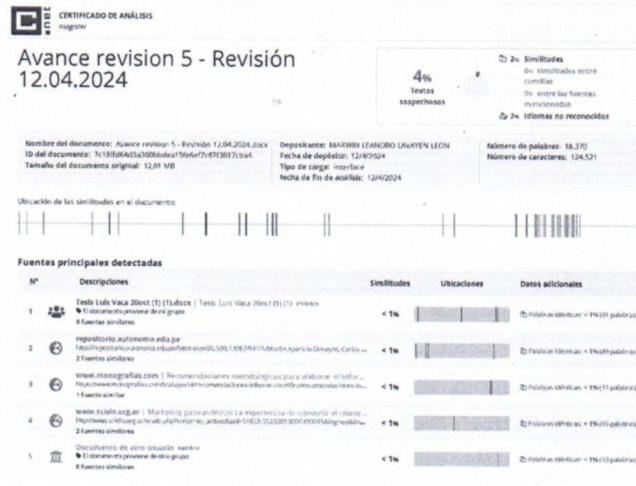 CERTIFICADO DE ANÁLISIS
magister
Avance revision 5 - Revisión
12.04.2024
4%
Textos
sospechosos
2% Similitudes
0% similitudes entre
comillas
0% entre las fuentes
mencionadas
2% Idiomas no reconocidos
Nombre del documento: Avance revision 5 - Revisión 12.04.2024.docx
ID del documento:
Tamaño del documento original: 12,01 MB
Depositante: MARWIN LEANDRO LAVAYEN LEON
Fecha de depósito: 12/4/2024
Tipo de carga: interface
fecha de fin de análisis: 12/4/2024
Número de palabras: 18.370
Número de caracteres: 124.521
Ubicación de las similitudes en el documento:
Fuentes principales detectadas
N° Descripciones Similitudes Ubicaciones Datos adicionales
1 Tesis Luis Vaca 20oct (1) (1).docx | Tesis Luis Vaca 20oct (1) (1)
El documento proviene de mi grupo
9 fuentes similares
< 1%
Palabras idénticas: < 1%
2 repositorio.autonoma.edu.pe
2 fuentes similares
< 1%
Palabras idénticas: < 1%
3 www.monografias.com | Recomendaciones metodológicas para elaborar el infor...
1 fuente similar
< 1%
Palabras idénticas: < 1%
4 www.scielo.org.ar | Marketing
2 fuentes similares
< 1%
Palabras idénticas: < 1%
5 Documento de otro usuario
El documento proviene de otro grupo
8 fuentes similares
< 1%
Palabras idénticas: < 1%